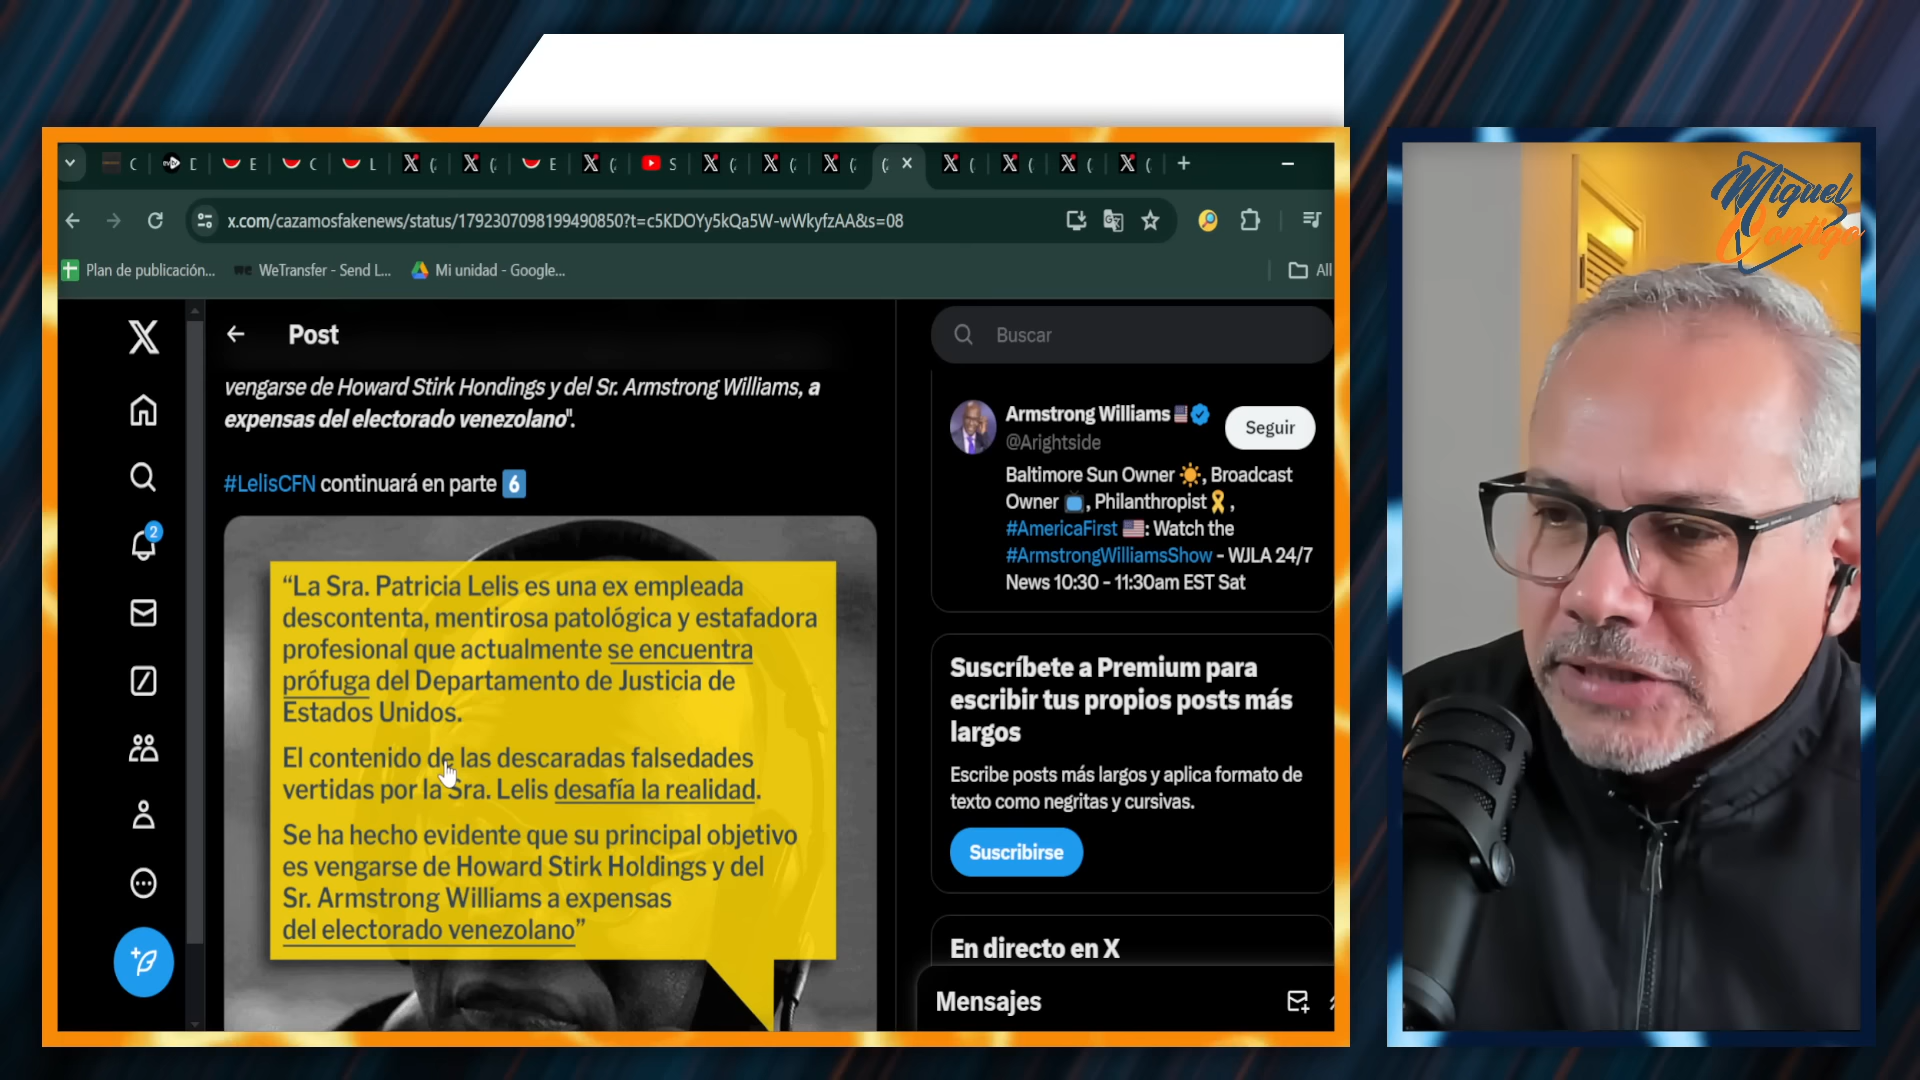 C
D
E
C
L
E
S
x.com/cazamosfakenews/status/1792307098199490850?t=c5KDOYy5kQa5W-wWkyfzAA&s=08
Plan de publicación...
WeTransfer - Send L...
Mi unidad - Google...
All
Miguel
Contigo
Post
vengarse de Howard Stirk Hondings y del Sr. Armstrong Williams, a
expensas del electorado venezolano".
#LelisCFN continuará en parte 6
“La Sra. Patricia Lelis es una ex empleada
descontenta, mentirosa patológica y estafadora
profesional que actualmente se encuentra
prófuga del Departamento de Justicia de
Estados Unidos.
El contenido de las descaradas falsedades
vertidas por la Sra. Lelis desafía la realidad.
Se ha hecho evidente que su principal objetivo
es vengarse de Howard Stirk Holdings y del
Sr. Armstrong Williams a expensas
del electorado venezolano”
2
Buscar
Armstrong Williams
@Arightside
Seguir
Baltimore Sun Owner, Broadcast
Owner, Philanthropist,
#AmericaFirst: Watch the
#ArmstrongWilliamsShow - WJLA 24/7
News 10:30 - 11:30am EST Sat
Suscríbete a Premium para
escribir tus propios posts más
largos
Escribe posts más largos y aplica formato de
texto como negritas y cursivas.
Suscribirse
En directo en X
Mensajes